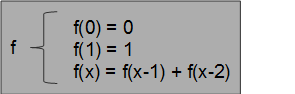 f(0) = 0
f
f(1) = 1
f(x) = f(x-1) + f(x-2)